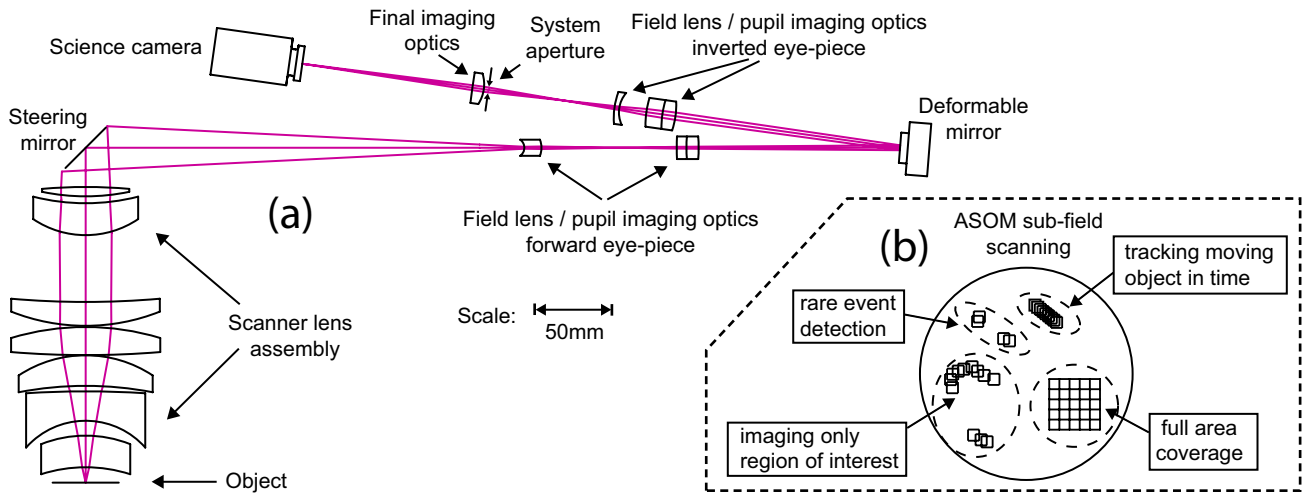 Science camera
Final imaging
optics
System
aperture
Field lens / pupil imaging optics
inverted eye-piece
Deformable
mirror
Steering
mirror
(a)
Field lens / pupil imaging optics
forward eye-piece
Scanner lens
assembly
Scale:
50mm
Object
(b)
ASOM sub-field
scanning
tracking moving
object in time
rare event
detection
imaging only
region of interest
full area
coverage